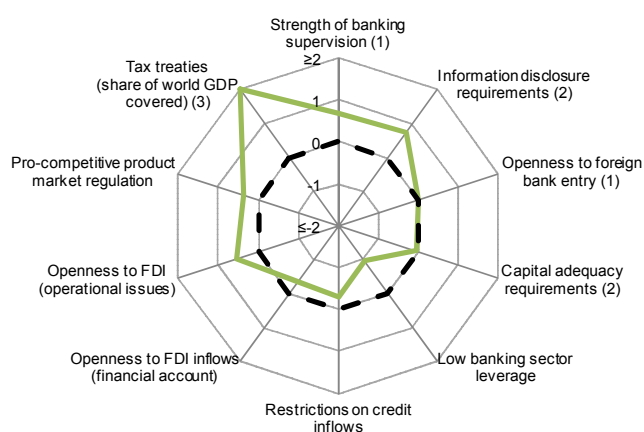 Strength of banking
supervision (1)
Tax treaties
(share of world GDP
covered) (3)
≥2
Information disclosure
requirements (2)
1
Pro-competitive product
market regulation
0
Openness to foreign
bank entry (1)
-1
≤-2
Openness to FDI
(operational issues)
Capital adequacy
requirements (2)
Openness to FDI inflows
(financial account)
Low banking sector
leverage
Restrictions on credit
inflows